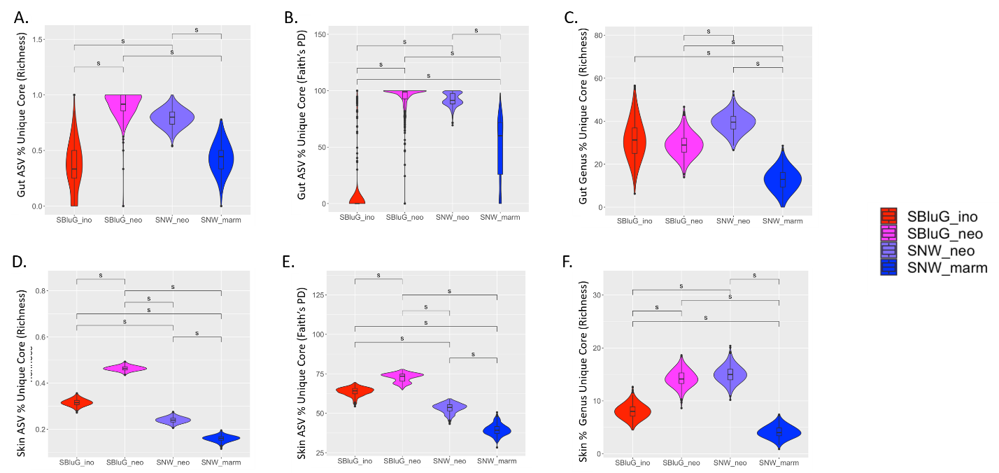 A.
Gut ASV % Unique Core (Richness)
1.5
1.0
0.5
0.0
s
s
s
s
SBluG_ino SBluG_neo SNW_neo SNW_marm
B.
Gut ASV % Unique Core (Faith's PD)
150
100
50
0
s
s
s
s
s
SBluG_ino SBluG_neo SNW_neo SNW_marm
C.
Gut Genus % Unique Core (Richness)
80
60
40
20
0
s
s
s
s
SBluG_ino SBluG_neo SNW_neo SNW_marm
SBluG_ino
SBluG_neo
SNW_neo
SNW_marm
D.
Skin ASV % Unique Core (Richness)
0.8
0.6
0.4
0.2
s
s
s
s
s
s
SBluG_ino SBluG_neo SNW_neo SNW_marm
E.
Skin ASV % Unique Core (Faith's PD)
125
100
75
50
25
s
s
s
s
s
s
SBluG_ino SBluG_neo SNW_neo SNW_marm
F.
Skin % Genus Unique Core (Richness)
30
20
10
0
s
s
s
s
s
SBluG_ino SBluG_neo SNW_neo SNW_marm